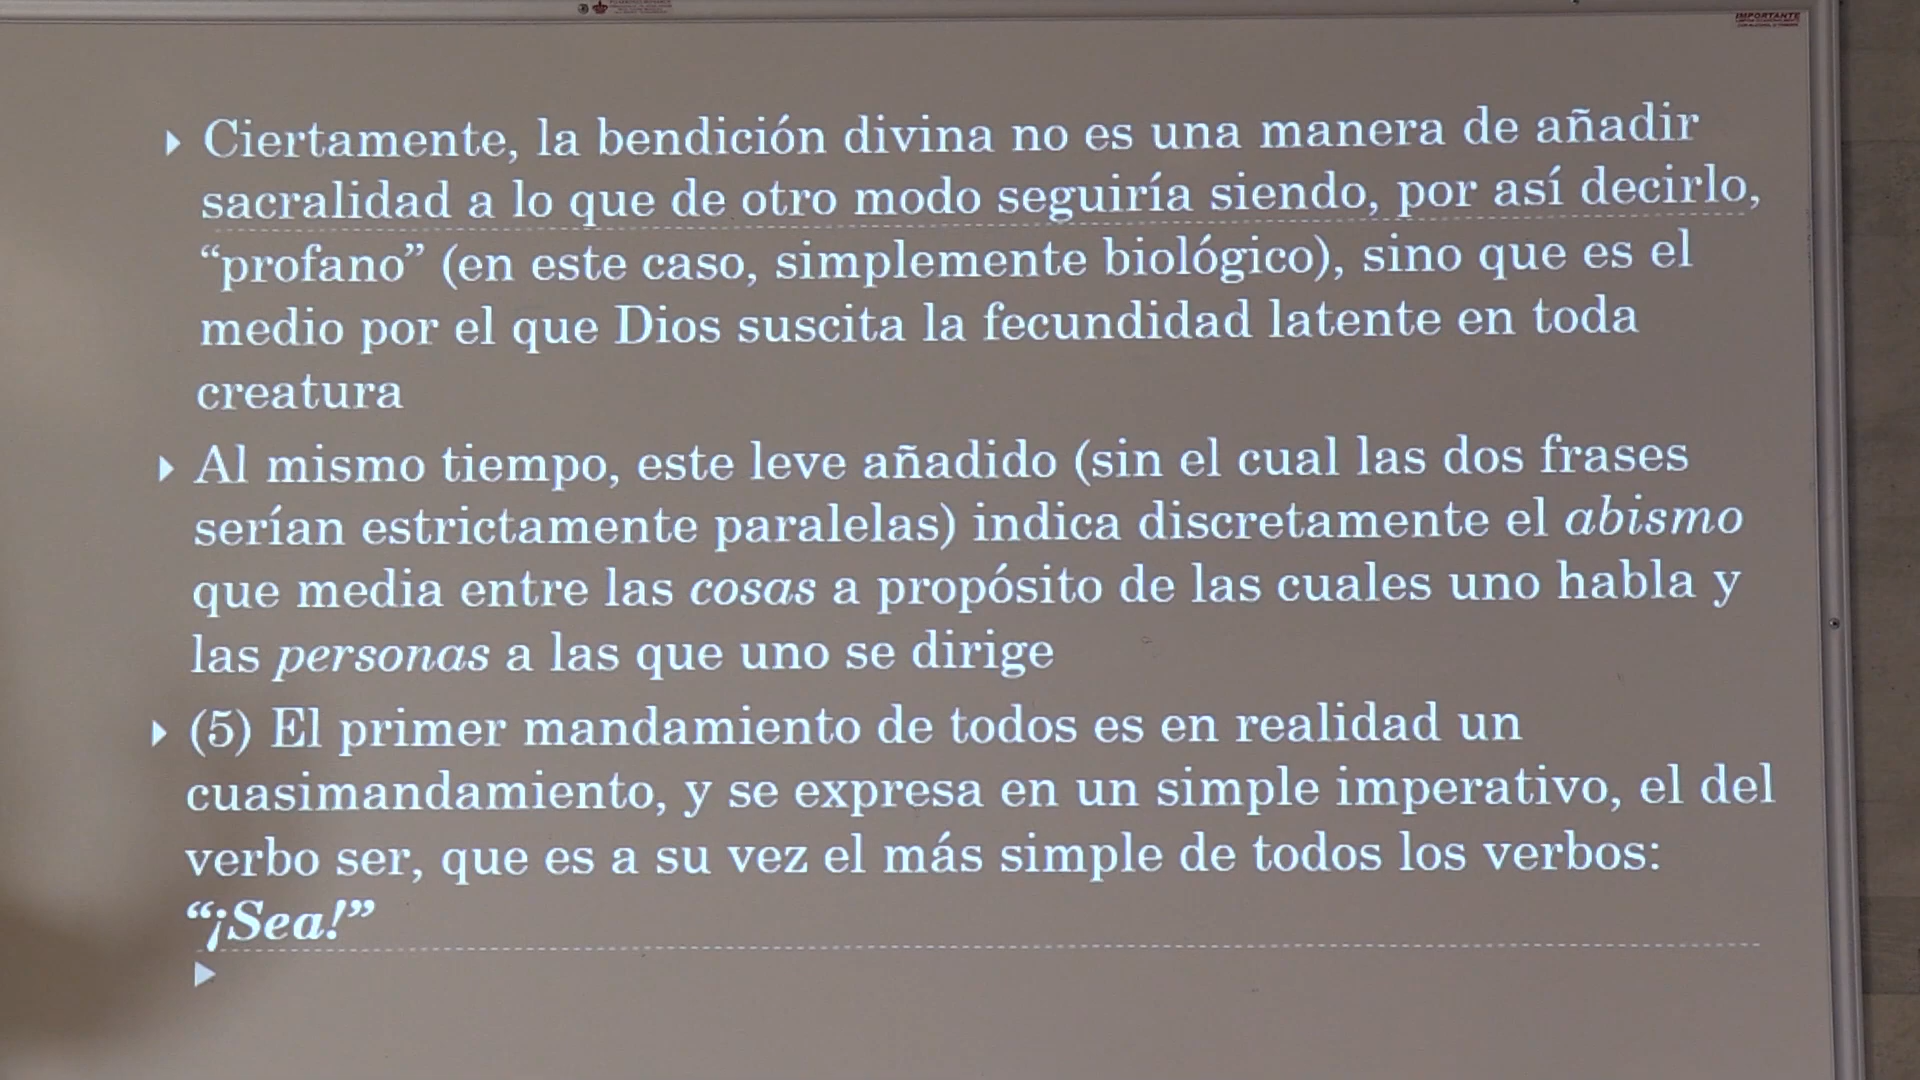 IMPORTANTE
Ciertamente, la bendición divina no es una manera de añadir
sacralidad a lo que de otro modo seguiría siendo, por así decirlo,
“profano” (en este caso, simplemente biológico), sino que es el
medio por el que Dios suscita la fecundidad latente en toda
creatura
Al mismo tiempo, este leve añadido (sin el cual las dos frases
serían estrictamente paralelas) indica discretamente el abismo
que media entre las cosas a propósito de las cuales uno habla y
las personas a las que uno se dirige
(5) El primer mandamiento de todos es en realidad un
cuasimandamiento, y se expresa en un simple imperativo, el del
verbo ser, que es a su vez el más simple de todos los verbos:
“¡Sea!”